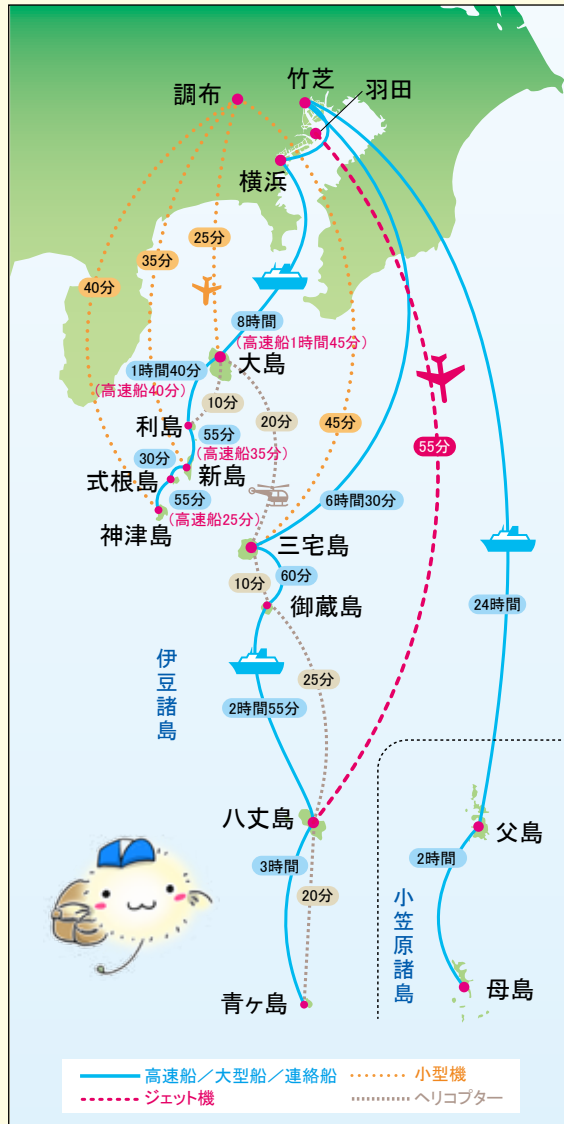 竹芝
調布
羽田
横浜
25分
35分
40分
8時間
(高速船1時間45分)
大島
1時間40分
(高速船40分)
10分
20分
45分
55分
利島
55分
(高速船35分)
30分
新島
式根島
55分
(高速船25分)
神津島
6時間30分
三宅島
60分
10分
24時間
御蔵島
伊豆諸島
25分
2時間55分
八丈島
父島
3時間
20分
2時間
小笠原諸島
青ヶ島
母島
高速船/大型船/連絡船
小型機
ジェット機
ヘリコプター